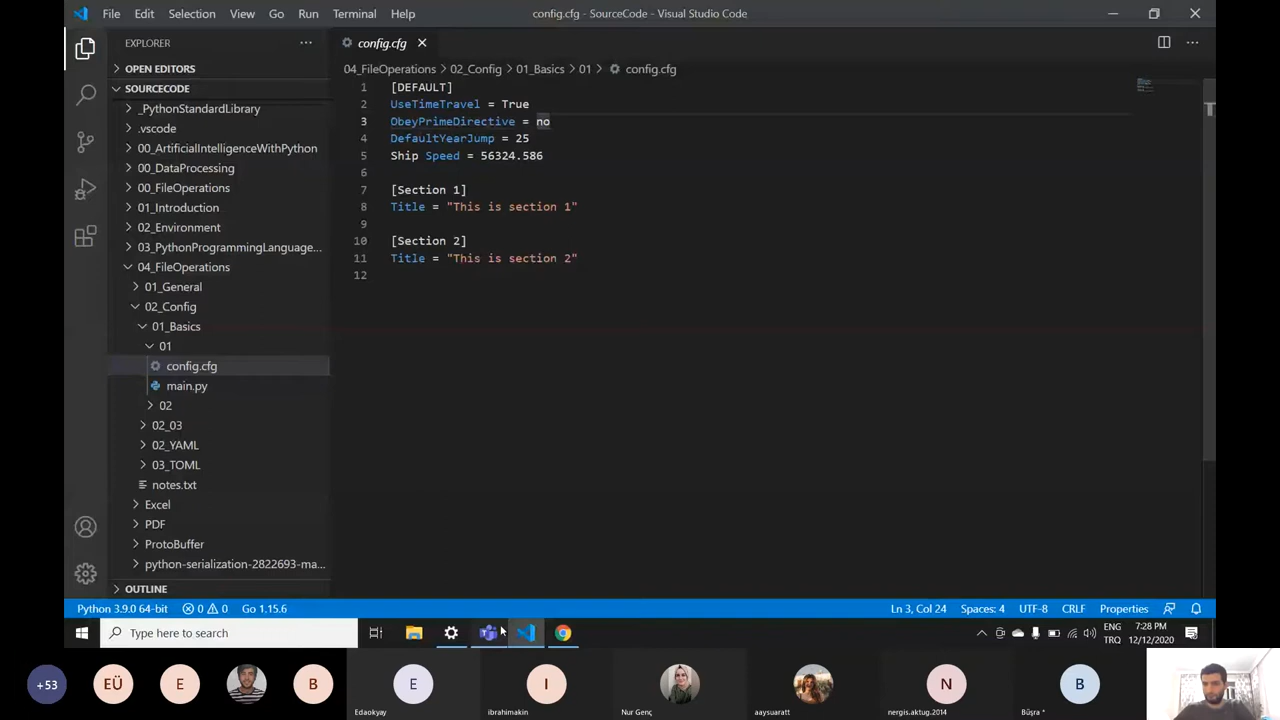 File Edit Selection View Go Run Terminal Help config.cfg - SourceCode - Visual Studio Code
EXPLORER
OPEN EDITORS
SOURCECODE
_PythonStandardLibrary
.vscode
00_ArtificialIntelligenceWithPython
00_DataProcessing
00_FileOperations
01_Introduction
02_Environment
03_PythonProgrammingLanguage...
04_FileOperations
01_General
02_Config
01_Basics
01
config.cfg
main.py
02
02_03
02_YAML
03_TOML
notes.txt
Excel
PDF
ProtoBuffer
python-serialization-2822693-ma...
OUTLINE
config.cfg
04_FileOperations > 02_Config > 01_Basics > 01 > config.cfg
1 [DEFAULT]
2 UseTimeTravel = True
3 ObeyPrimeDirective = no
4 DefaultYearJump = 25
5 Ship Speed = 56324.586
6
7 [Section 1]
8 Title = "This is section 1"
9
10 [Section 2]
11 Title = "This is section 2"
12
Python 3.9.0 64-bit 0 0 Go 1.15.6 Ln 3, Col 24 Spaces: 4 UTF-8 CRLF Properties
Type here to search
ENG 7:28 PM
TRQ 12/12/2020
+53 EÜ E B E I N B
Edaokyay ibrahimakin Nur Genç aaysuaratt nergis.aktug.2014 Büşra *